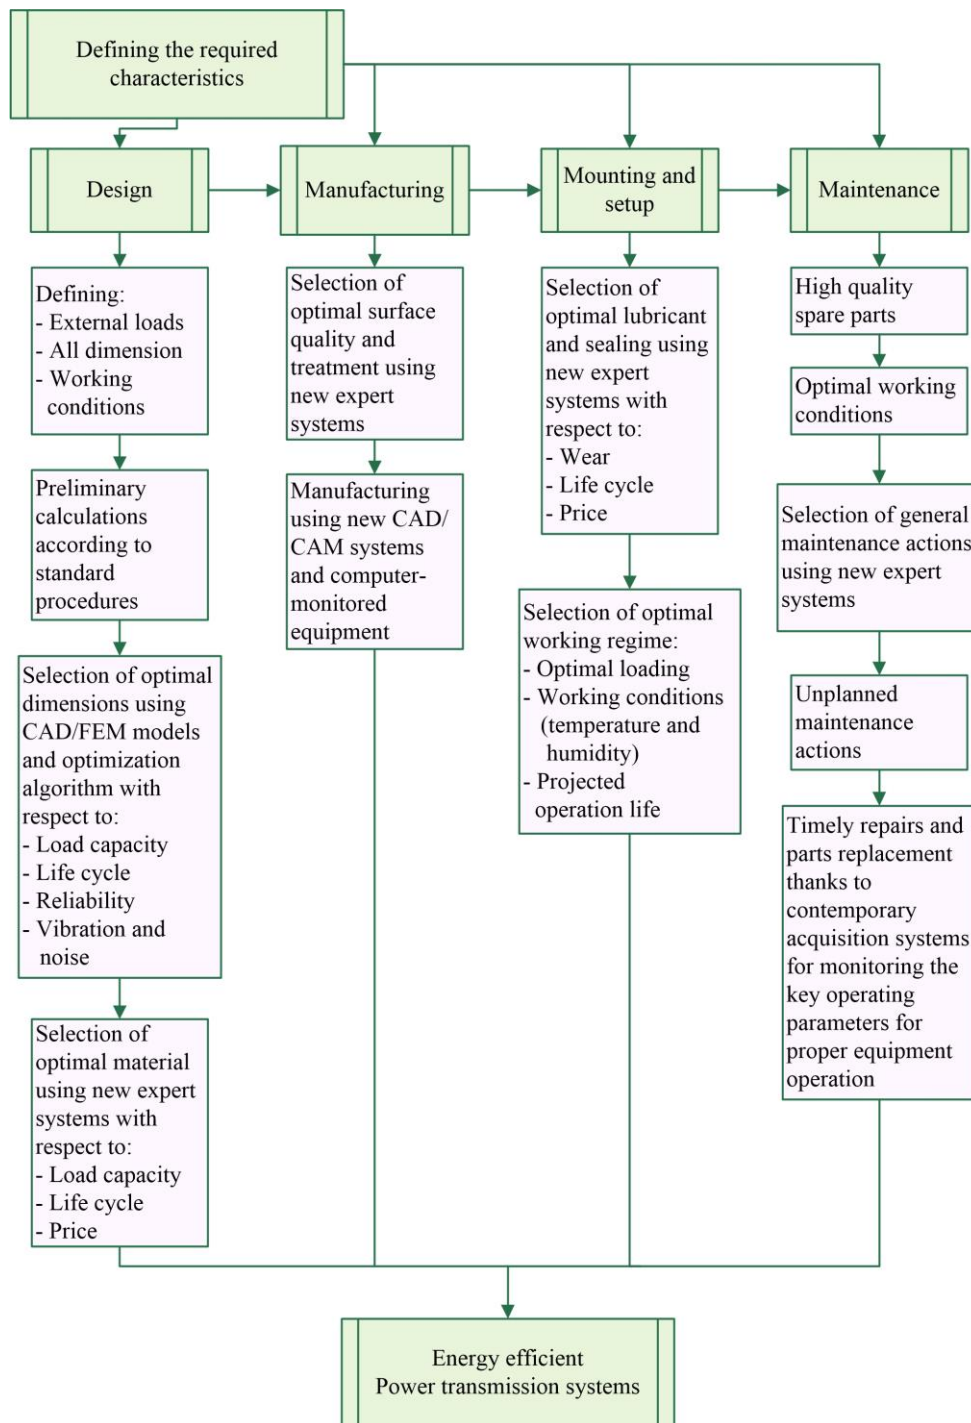 Defining the required
characteristics
Design
Manufacturing
Mounting and
setup
Maintenance
Defining:
- External loads
- All dimension
- Working
conditions
Preliminary
calculations
according to
standard
procedures
Selection of optimal
dimensions using
CAD/FEM models
and optimization
algorithm with
respect to:
- Load capacity
- Life cycle
- Reliability
- Vibration and
noise
Selection of
optimal material
using new expert
systems with
respect to:
- Load capacity
- Life cycle
- Price
Selection of
optimal surface
quality and
treatment using
new expert
systems
Manufacturing
using new CAD/
CAM systems
and computer-
monitored
equipment
Selection of
optimal lubricant
and sealing using
new expert
systems with
respect to:
- Wear
- Life cycle
- Price
Selection of optimal
working regime:
- Optimal loading
- Working conditions
(temperature and
humidity)
- Projected
operation life
High quality
spare parts
Optimal working
conditions
Selection of general
maintenance actions
using new expert
systems
Unplanned
maintenance
actions
Timely repairs and
parts replacement
thanks to
contemporary
acquisition systems
for monitoring the
key operating
parameters for
proper equipment
operation
Energy efficient
Power transmission systems